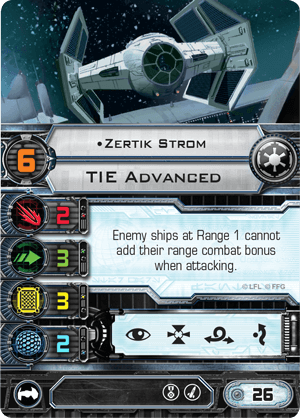 •Zertik Strom
6
TIE Advanced
2
3
3
2
Enemy ships at Range 1 cannot
add their range combat bonus
when attacking.
©LFL ©FFG
26